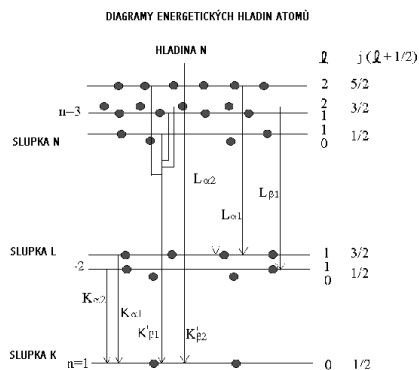 DIAGRAMY ENERGETICKÝCH HLADIN ATOMŮ
HLADINA N
ℓ j (ℓ + 1/2)
2 5/2
n=3
2 3/2
1
1 1/2
0
SLUPKA N
Lα2
Lα1
Lβ1
SLUPKA L
1 3/2
-2
1 1/2
0
Kα2
Kα1
K'β1
K'β2
SLUPKA K
n=1
0 1/2